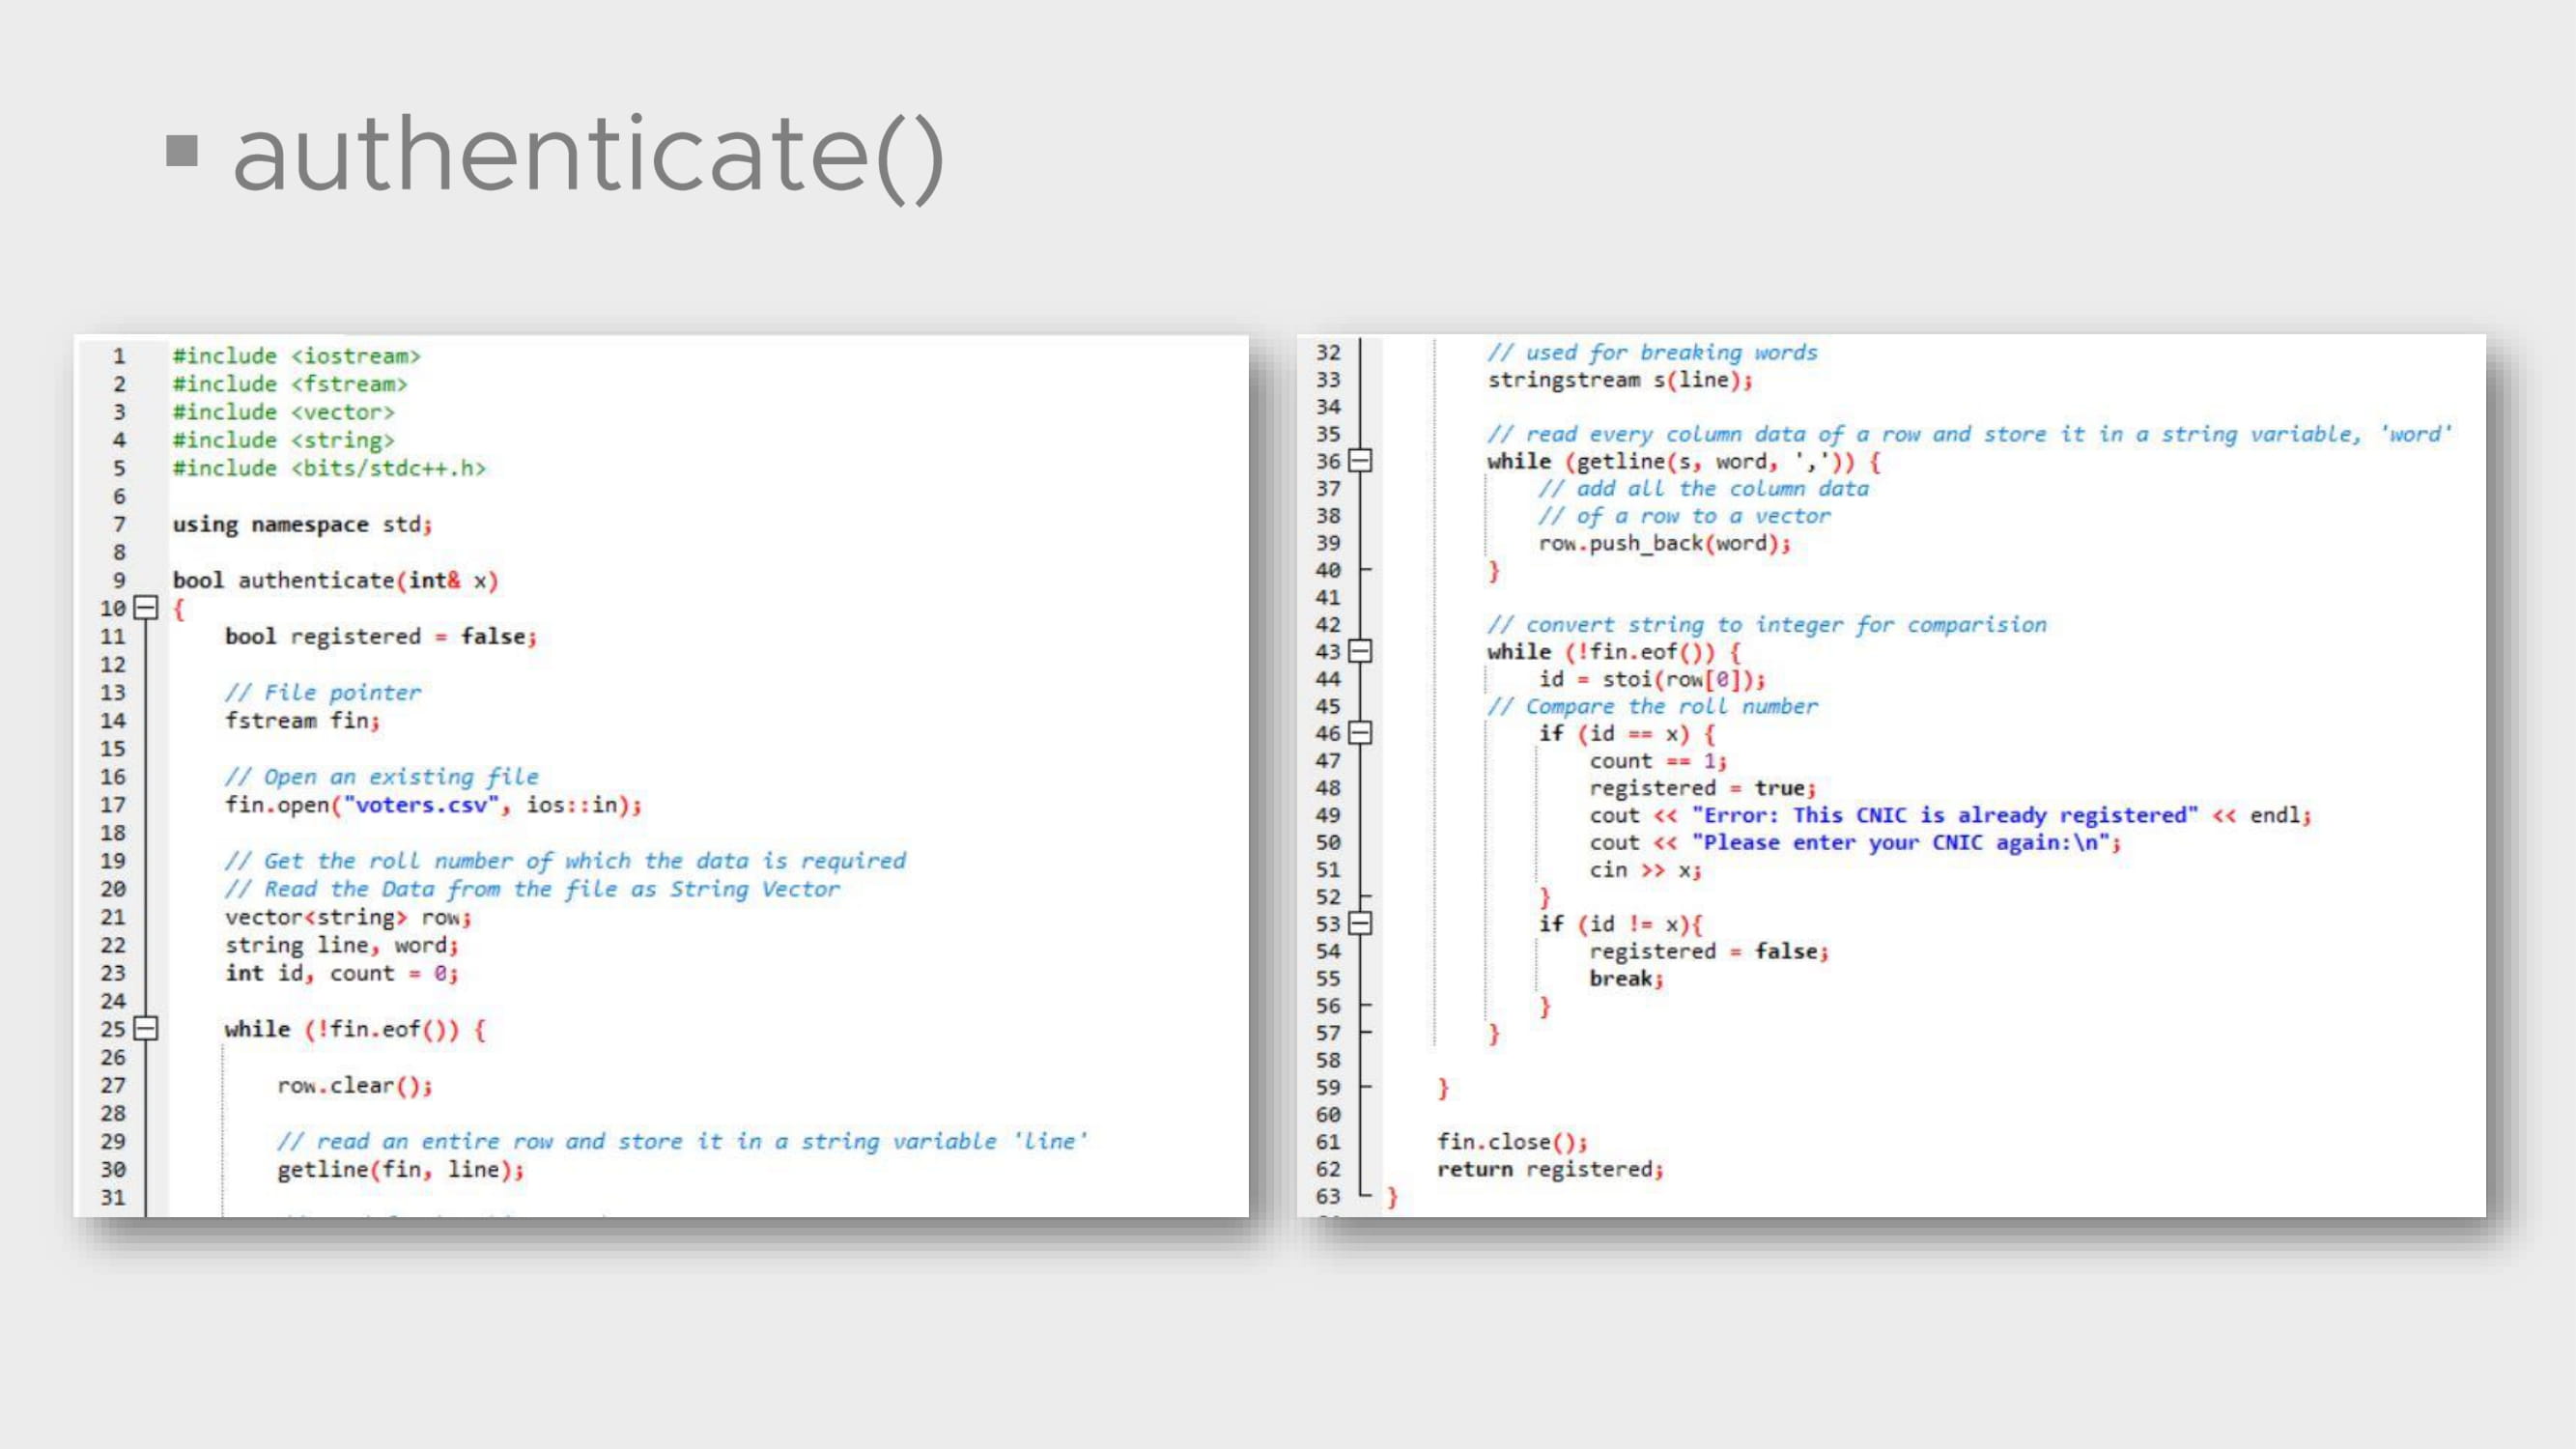 ▪ authenticate()
1 #include <iostream>
2 #include <fstream>
3 #include <vector>
4 #include <string>
5 #include <bits/stdc++.h>
6
7 using namespace std;
8
9 bool authenticate(int& x)
10 {
11 bool registered = false;
12
13 // File pointer
14 fstream fin;
15
16 // Open an existing file
17 fin.open("voters.csv", ios::in);
18
19 // Get the roll number of which the data is required
20 // Read the Data from the file as String Vector
21 vector<string> row;
22 string line, word;
23 int id, count = 0;
24
25 while (!fin.eof()) {
26
27 row.clear();
28
29 // read an entire row and store it in a string variable 'line'
30 getline(fin, line);
31
32 // used for breaking words
33 stringstream s(line);
34
35 // read every column data of a row and store it in a string variable, 'word'
36 while (getline(s, word, ',')) {
37 // add all the column data
38 // of a row to a vector
39 row.push_back(word);
40 }
41
42 // convert string to integer for comparision
43 while (!fin.eof()) {
44 id = stoi(row[0]);
45 // Compare the roll number
46 if (id == x) {
47 count == 1;
48 registered = true;
49 cout << "Error: This CNIC is already registered" << endl;
50 cout << "Please enter your CNIC again:\n";
51 cin >> x;
52 }
53 if (id != x){
54 registered = false;
55 break;
56 }
57 }
58
59 }
60
61 fin.close();
62 return registered;
63 }